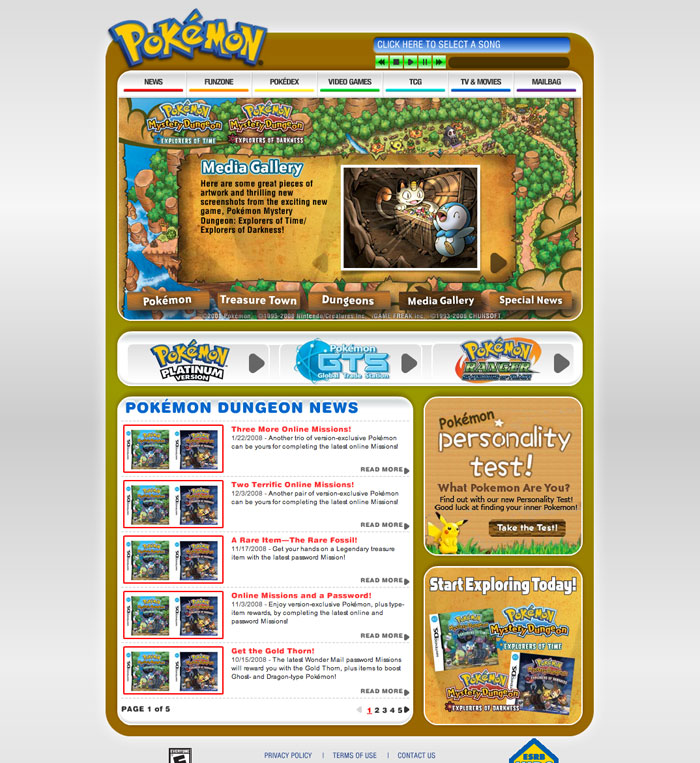 POKéMON
CLICK HERE TO SELECT A SONG
NEWS
FUNZONE
POKéDEX
VIDEO GAMES
TCG
TV & MOVIES
MAILBAG
POKéMON
Mystery Dungeon
EXPLORERS OF TIME
POKéMON
Mystery Dungeon
EXPLORERS OF DARKNESS
Media Gallery
Here are some great pieces of
artwork and thrilling new
screenshots from the exciting new
game, Pokémon Mystery
Dungeon: Explorers of Time/
Explorers of Darkness!
Pokémon
Treasure Town
Dungeons
Media Gallery
Special News
©2008 Pokémon. ©1995-2008 Nintendo/Creatures Inc. /GAME FREAK inc. ©1993-2008 CHUNSOFT.
POKéMON
PLATINUM
VERSION
Pokémon
GTS
Global Trade Station
POKéMON
RANGER
POKÉMON DUNGEON NEWS
Three More Online Missions!
1/22/2008 - Another trio of version-exclusive Pokémon
can be yours for completing the latest online Missions!
READ MORE
Two Terrific Online Missions!
12/3/2008 - Another pair of version-exclusive Pokémon
can be yours for completing the latest online Missions!
READ MORE
A Rare Item—The Rare Fossil!
11/17/2008 - Get your hands on a Legendary treasure
item with the latest password Mission!
READ MORE
Online Missions and a Password!
11/3/2008 - Enjoy version-exclusive Pokémon, plus type-
item rewards, by completing the latest online and
password Missions!
READ MORE
Get the Gold Thorn!
10/15/2008 - The latest Wonder Mail password Missions
will reward you with the Gold Thorn, plus items to boost
Ghost- and Dragon-type Pokémon!
READ MORE
PAGE 1 of 5
1 2 3 4 5
Pokémon
personality
test!
What Pokemon Are You?
Find out with our new Personality Test!
Good luck at finding your inner Pokemon!
Take the Test!
Start Exploring Today!
POKéMON
Mystery Dungeon
EXPLORERS OF TIME
POKéMON
Mystery Dungeon
EXPLORERS OF DARKNESS
EVERYONE
E
PRIVACY POLICY | TERMS OF USE | CONTACT US
ESRB